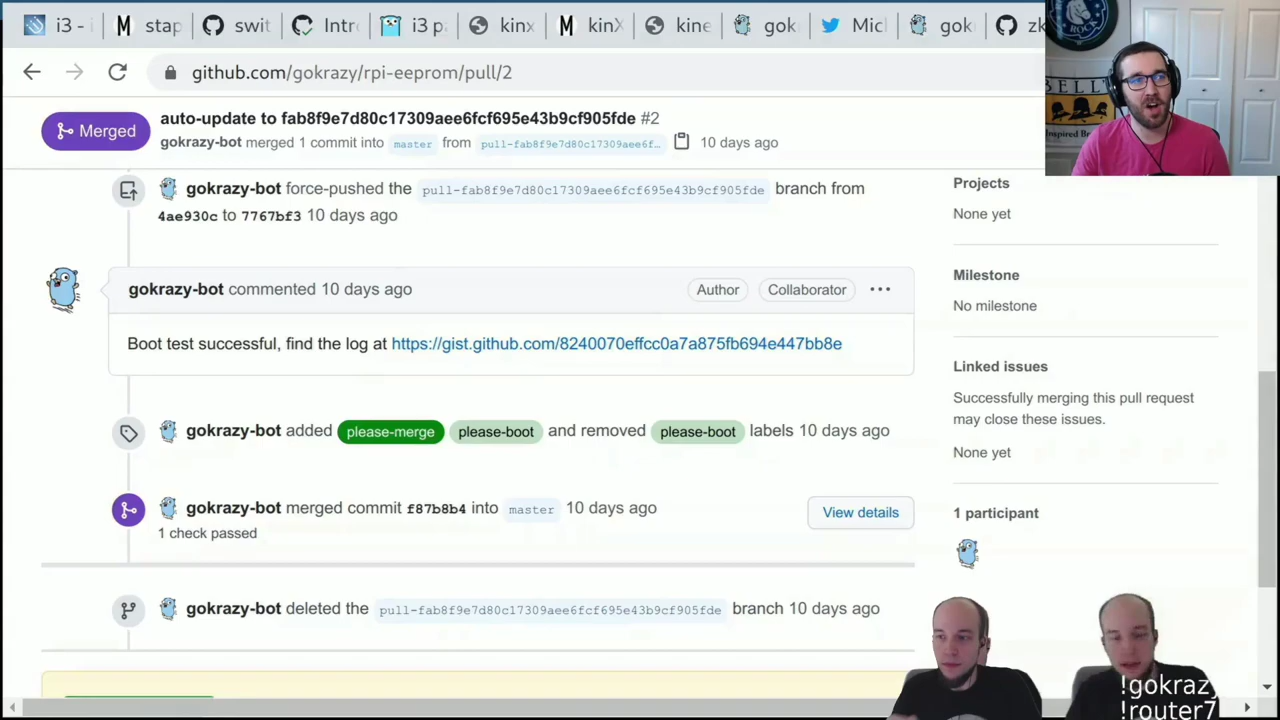 i3 - i
stap
swit
Intr
i3 p
kinx
kinX
kine
gok
Mic
gok
zk
github.com/gokrazy/rpi-eeprom/pull/2
Merged
auto-update to fab8f9e7d80c17309aee6fcf695e43b9cf905fde #2
gokrazy-bot merged 1 commit into master from pull-fab8f9e7d80c17309aee6f… 10 days ago
gokrazy-bot force-pushed the pull-fab8f9e7d80c17309aee6fcf695e43b9cf905fde branch from
4ae930c to 7767bf3 10 days ago
gokrazy-bot commented 10 days ago
Author
Collaborator
Boot test successful, find the log at https://gist.github.com/8240070effcc0a7a875fb694e447bb8e
gokrazy-bot added please-merge please-boot and removed please-boot labels 10 days ago
gokrazy-bot merged commit f87b8b4 into master 10 days ago
1 check passed
View details
gokrazy-bot deleted the pull-fab8f9e7d80c17309aee6fcf695e43b9cf905fde branch 10 days ago
Projects
None yet
Milestone
No milestone
Linked issues
Successfully merging this pull request
may close these issues.
None yet
1 participant
BELL'S
Inspired Br
!gokrazy
!router7